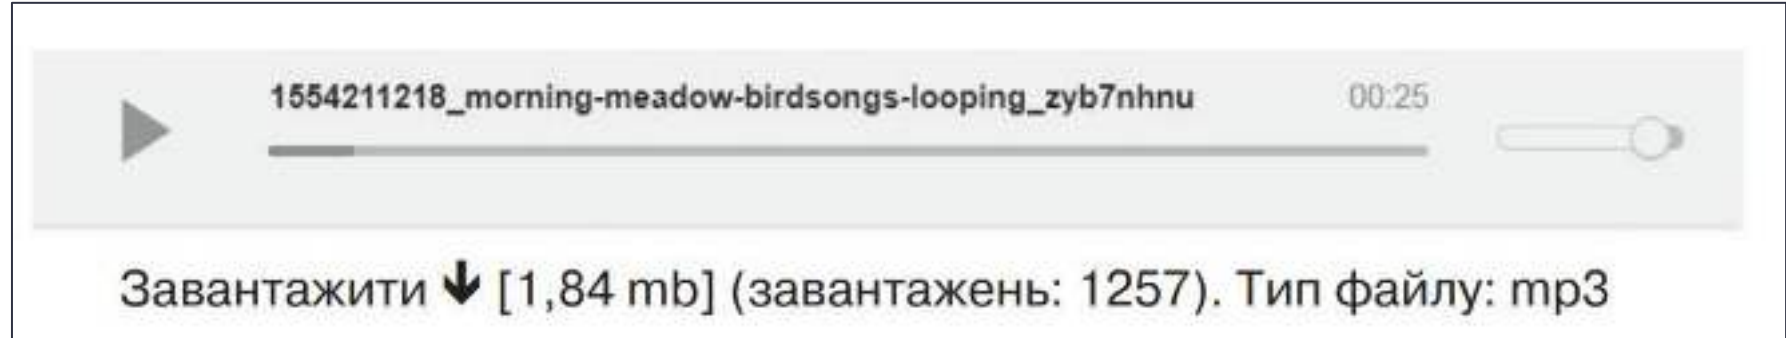 1554211218_morning-meadow-birdsongs-looping_zyb7nhnu 00:25
Завантажити 🡻 [1,84 mb] (завантажень: 1257). Тип файлу: mp3